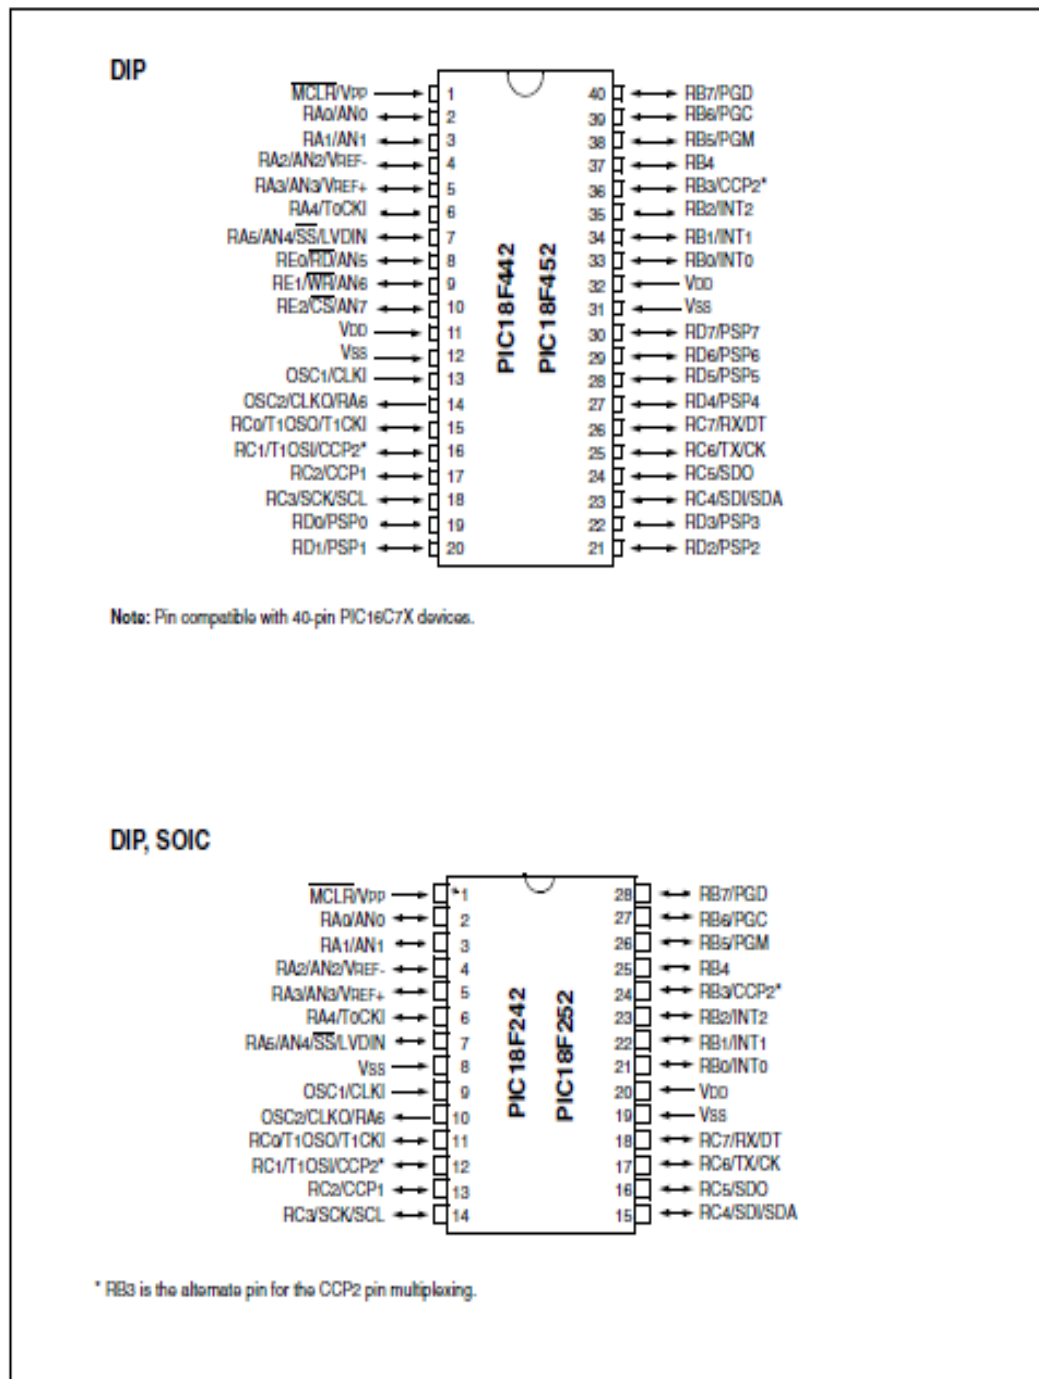 DIP
MCLR/VPP 1
RA0/AN0 2
RA1/AN1 3
RA2/AN2/VREF- 4
RA3/AN3/VREF+ 5
RA4/T0CKI 6
RA5/AN4/SS/LVDIN 7
RE0/RD/AN5 8
RE1/WR/AN6 9
RE2/CS/AN7 10
VDD 11
VSS 12
OSC1/CLKI 13
OSC2/CLKO/RA6 14
RC0/T1OSO/T1CKI 15
RC1/T1OSI/CCP2* 16
RC2/CCP1 17
RC3/SCK/SCL 18
RD0/PSP0 19
RD1/PSP1 20
PIC18F442
PIC18F452
40 RB7/PGD
39 RB6/PGC
38 RB5/PGM
37 RB4
36 RB3/CCP2*
35 RB2/INT2
34 RB1/INT1
33 RB0/INT0
32 VDD
31 VSS
30 RD7/PSP7
29 RD6/PSP6
28 RD5/PSP5
27 RD4/PSP4
26 RC7/RX/DT
25 RC6/TX/CK
24 RC5/SDO
23 RC4/SDI/SDA
22 RD3/PSP3
21 RD2/PSP2
Note: Pin compatible with 40-pin PIC16C7X devices.
DIP, SOIC
MCLR/VPP 1
RA0/AN0 2
RA1/AN1 3
RA2/AN2/VREF- 4
RA3/AN3/VREF+ 5
RA4/T0CKI 6
RA5/AN4/SS/LVDIN 7
VSS 8
OSC1/CLKI 9
OSC2/CLKO/RA6 10
RC0/T1OSO/T1CKI 11
RC1/T1OSI/CCP2* 12
RC2/CCP1 13
RC3/SCK/SCL 14
PIC18F242
PIC18F252
28 RB7/PGD
27 RB6/PGC
26 RB5/PGM
25 RB4
24 RB3/CCP2*
23 RB2/INT2
22 RB1/INT1
21 RB0/INT0
20 VDD
19 VSS
18 RC7/RX/DT
17 RC6/TX/CK
16 RC5/SDO
15 RC4/SDI/SDA
* RB3 is the alternate pin for the CCP2 pin multiplexing.